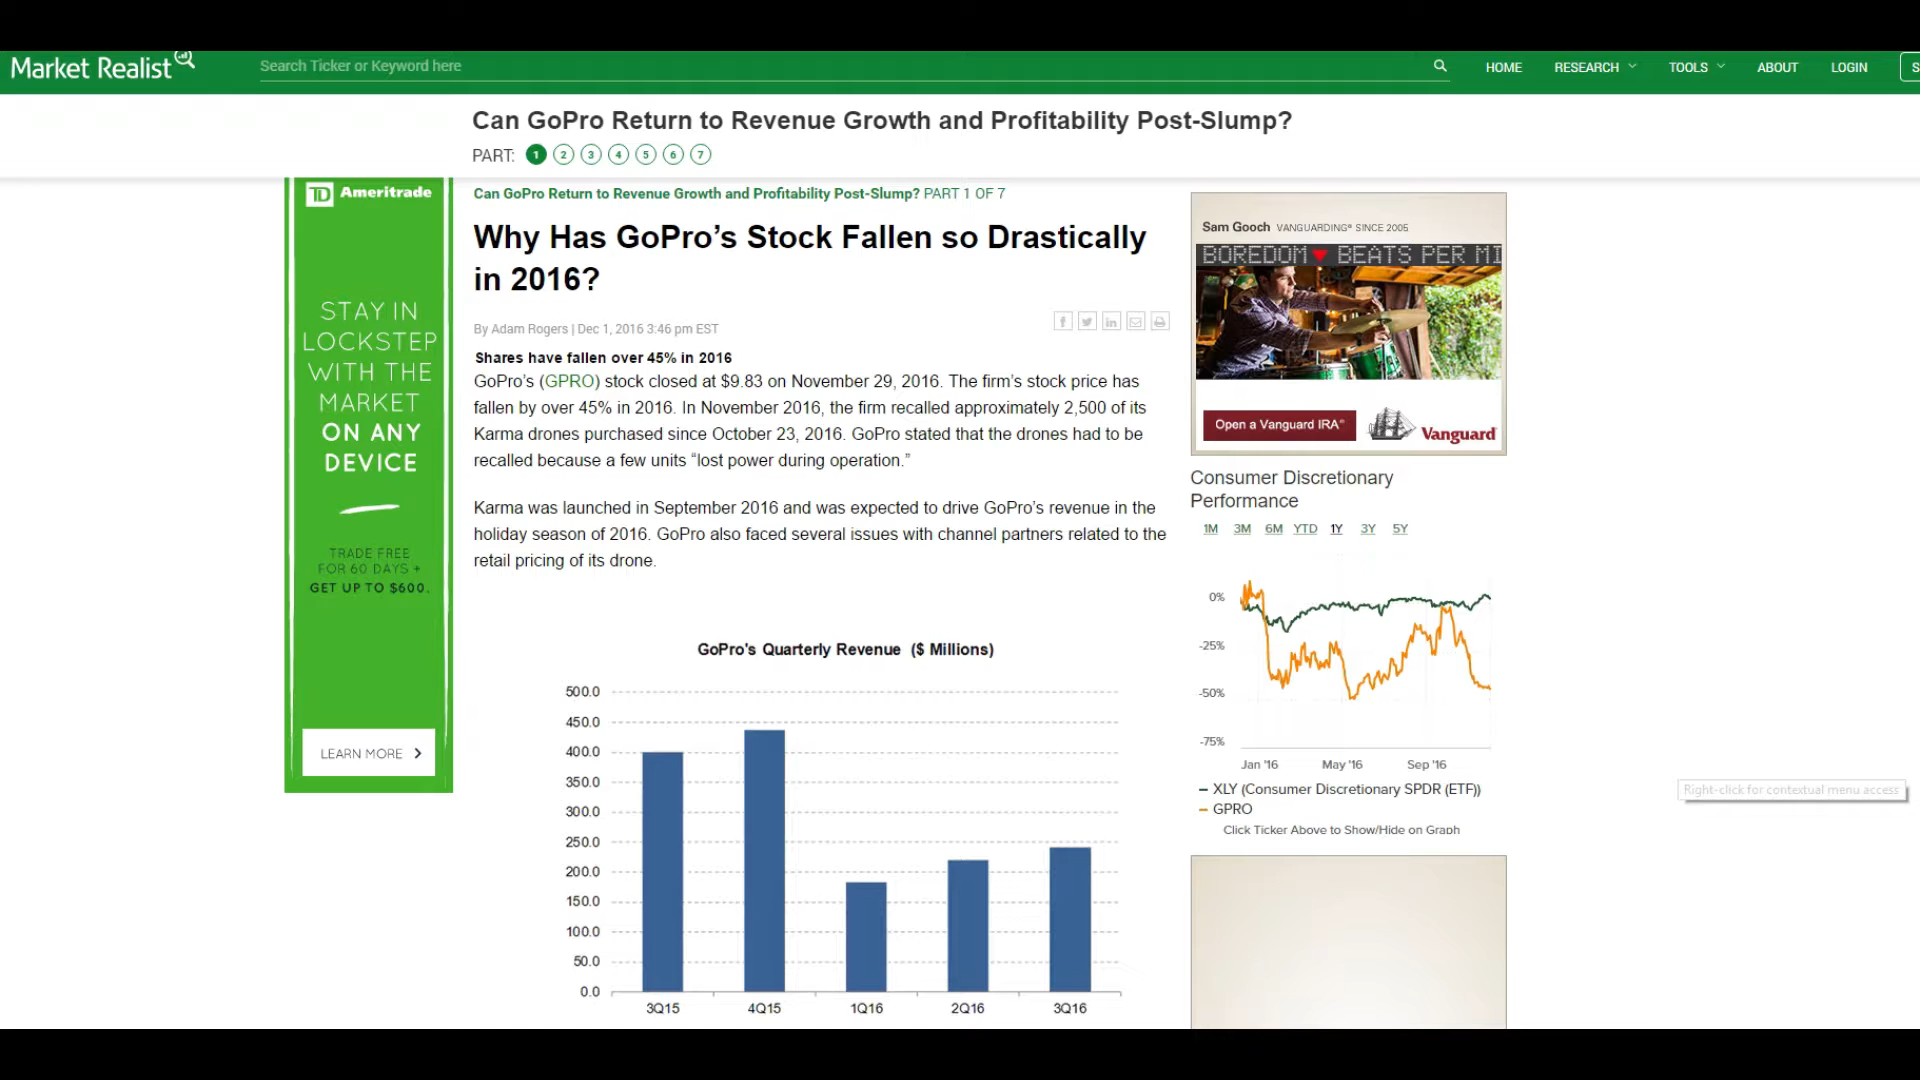 Market Realist
Search Ticker or Keyword here
HOME
RESEARCH
TOOLS
ABOUT
LOGIN
S
Can GoPro Return to Revenue Growth and Profitability Post-Slump?
PART: 1 2 3 4 5 6 7
TD Ameritrade
STAY IN
LOCKSTEP
WITH THE
MARKET
ON ANY
DEVICE
TRADE FREE
FOR 60 DAYS +
GET UP TO $600.
LEARN MORE
Can GoPro Return to Revenue Growth and Profitability Post-Slump? PART 1 OF 7
Why Has GoPro’s Stock Fallen so Drastically
in 2016?
By Adam Rogers | Dec 1, 2016 3:46 pm EST
Shares have fallen over 45% in 2016
GoPro’s (GPRO) stock closed at $9.83 on November 29, 2016. The firm’s stock price has
fallen by over 45% in 2016. In November 2016, the firm recalled approximately 2,500 of its
Karma drones purchased since October 23, 2016. GoPro stated that the drones had to be
recalled because a few units “lost power during operation.”
Karma was launched in September 2016 and was expected to drive GoPro’s revenue in the
holiday season of 2016. GoPro also faced several issues with channel partners related to the
retail pricing of its drone.
GoPro's Quarterly Revenue ($ Millions)
500.0
450.0
400.0
350.0
300.0
250.0
200.0
150.0
100.0
50.0
0.0
3Q15 4Q15 1Q16 2Q16 3Q16
Sam Gooch VANGUARDING® SINCE 2005
BOREDOM ♥ BEATS PER MI
Open a Vanguard IRA®
Vanguard
Consumer Discretionary
Performance
1M 3M 6M YTD 1Y 3Y 5Y
0%
-25%
-50%
-75%
Jan '16 May '16 Sep '16
XLY (Consumer Discretionary SPDR (ETF))
GPRO
Click Ticker Above to Show/Hide on Graph
Right-click for contextual menu access